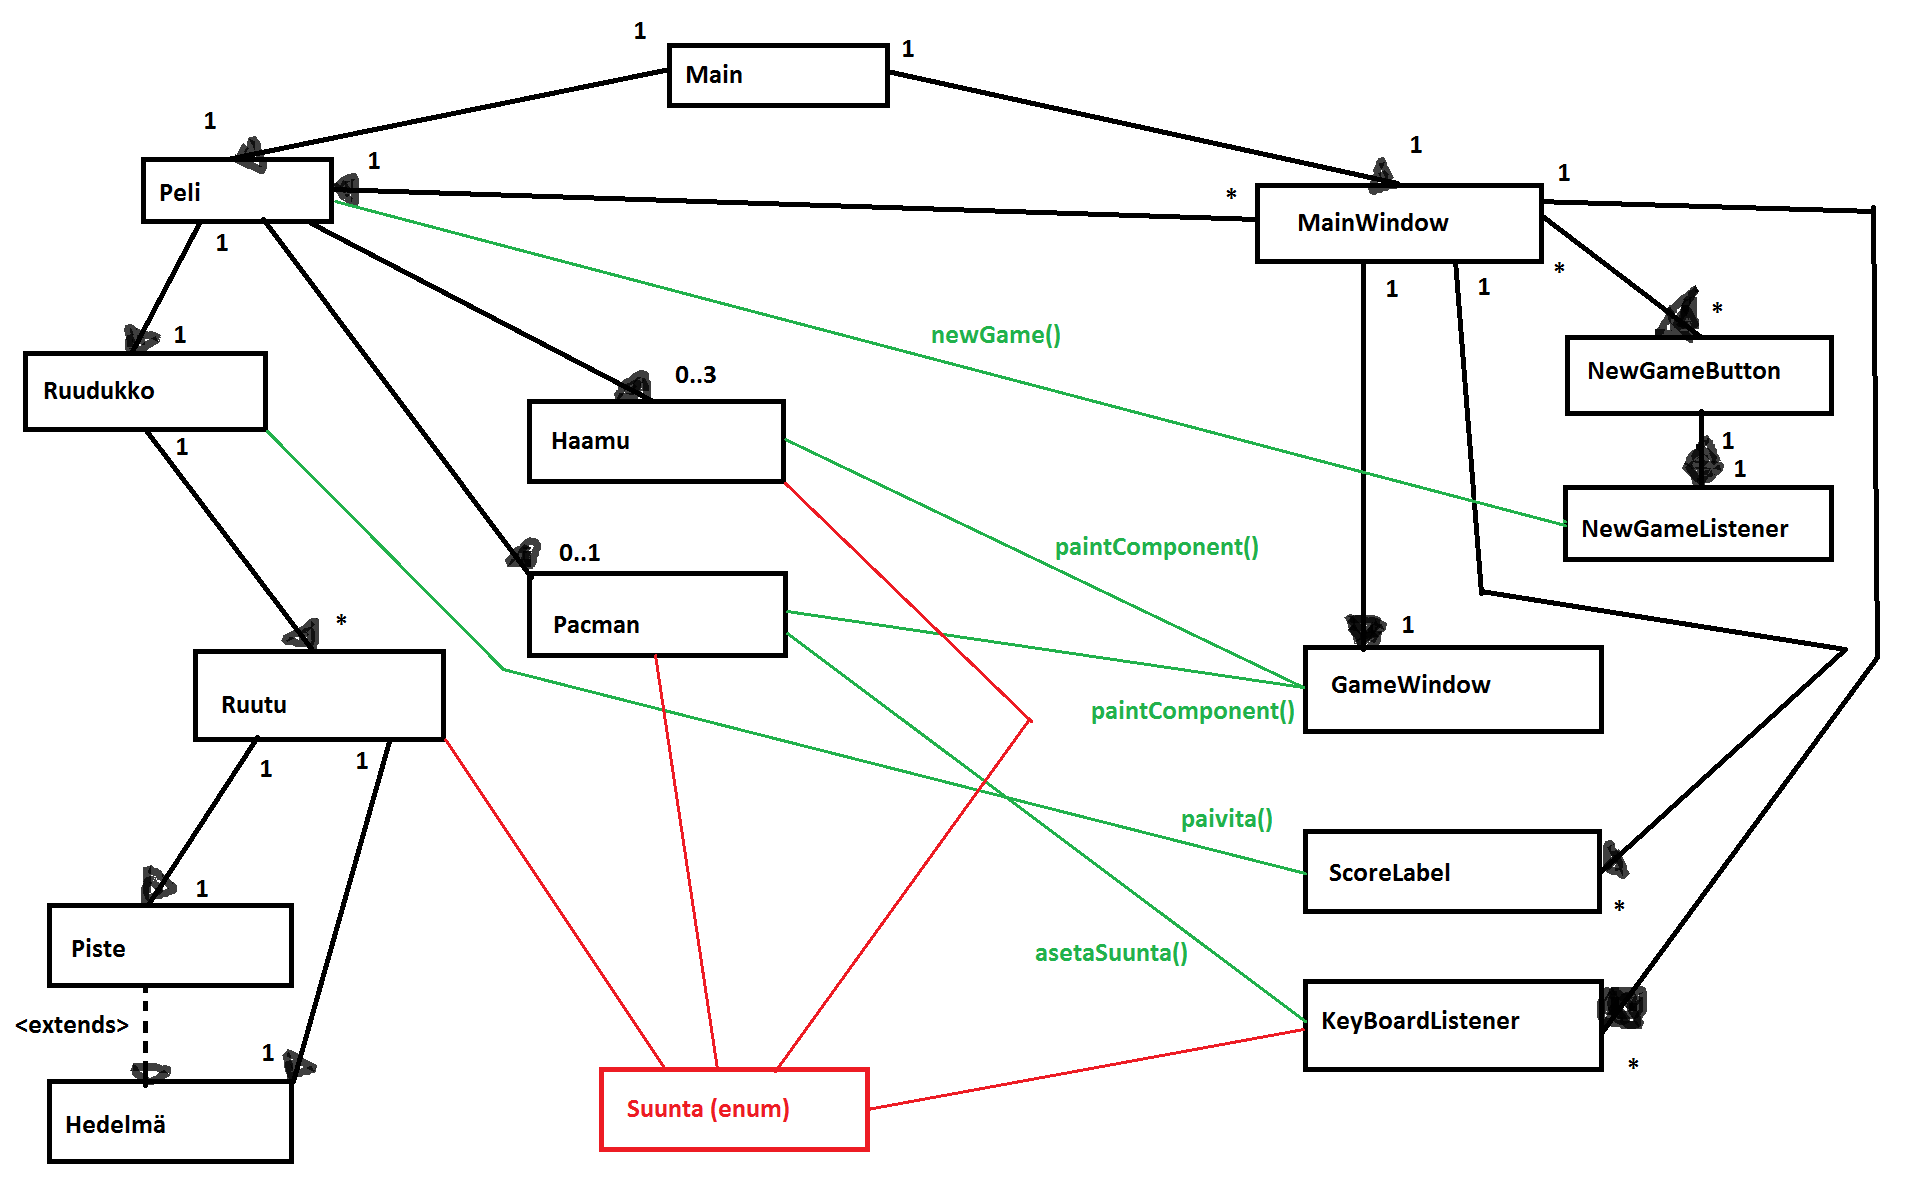 1
1
Main
1
1
1
1
*
Peli
MainWindow
1
*
1
1
*
newGame()
1
NewGameButton
Ruudukko
0..3
Haamu
1
1
1
NewGameListener
0..1
paintComponent()
Pacman
*
1
Ruutu
GameWindow
paintComponent()
1
1
paivita()
ScoreLabel
1
*
Piste
asetaSuunta()
<extends>
KeyBoardListener
1
*
Hedelmä
Suunta (enum)